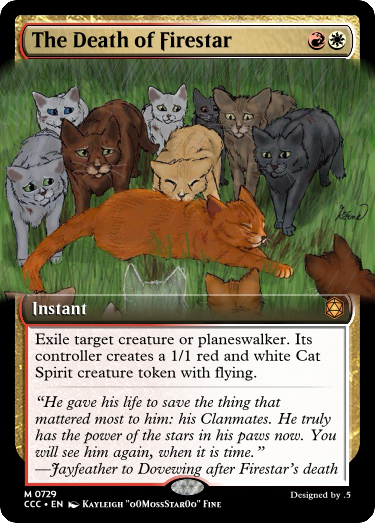 The Death of Firestar
Instant
Exile target creature or planeswalker. Its
controller creates a 1/1 red and white Cat
Spirit creature token with flying.
“He gave his life to save the thing that
mattered most to him: his Clanmates. He truly
has the power of the stars in his paws now. You
will see him again, when it is time.”
—Jayfeather to Dovewing after Firestar's death
M 0729
Designed by .5
CCC • EN Kayleigh "o0MossStar0o" Fine